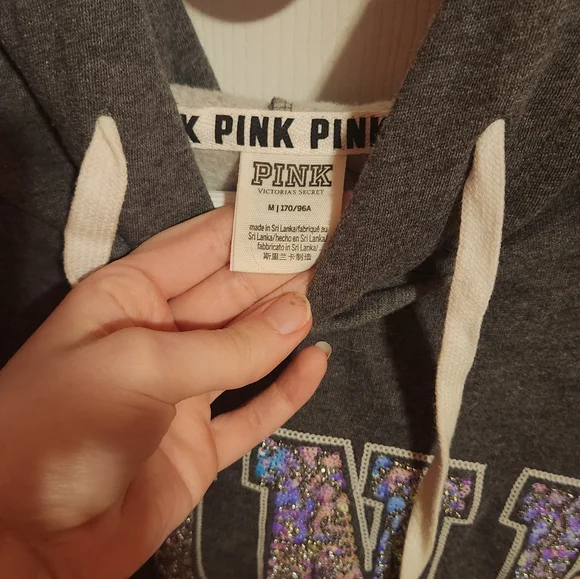 K PINK PINK
PINK
VICTORIA'S SECRET
M | 170/96A
made in Sri Lanka/fabriqué au
Sri Lanka/hecho en Sri Lanka/
fabbricato in Sri Lanka/
斯里兰卡制造